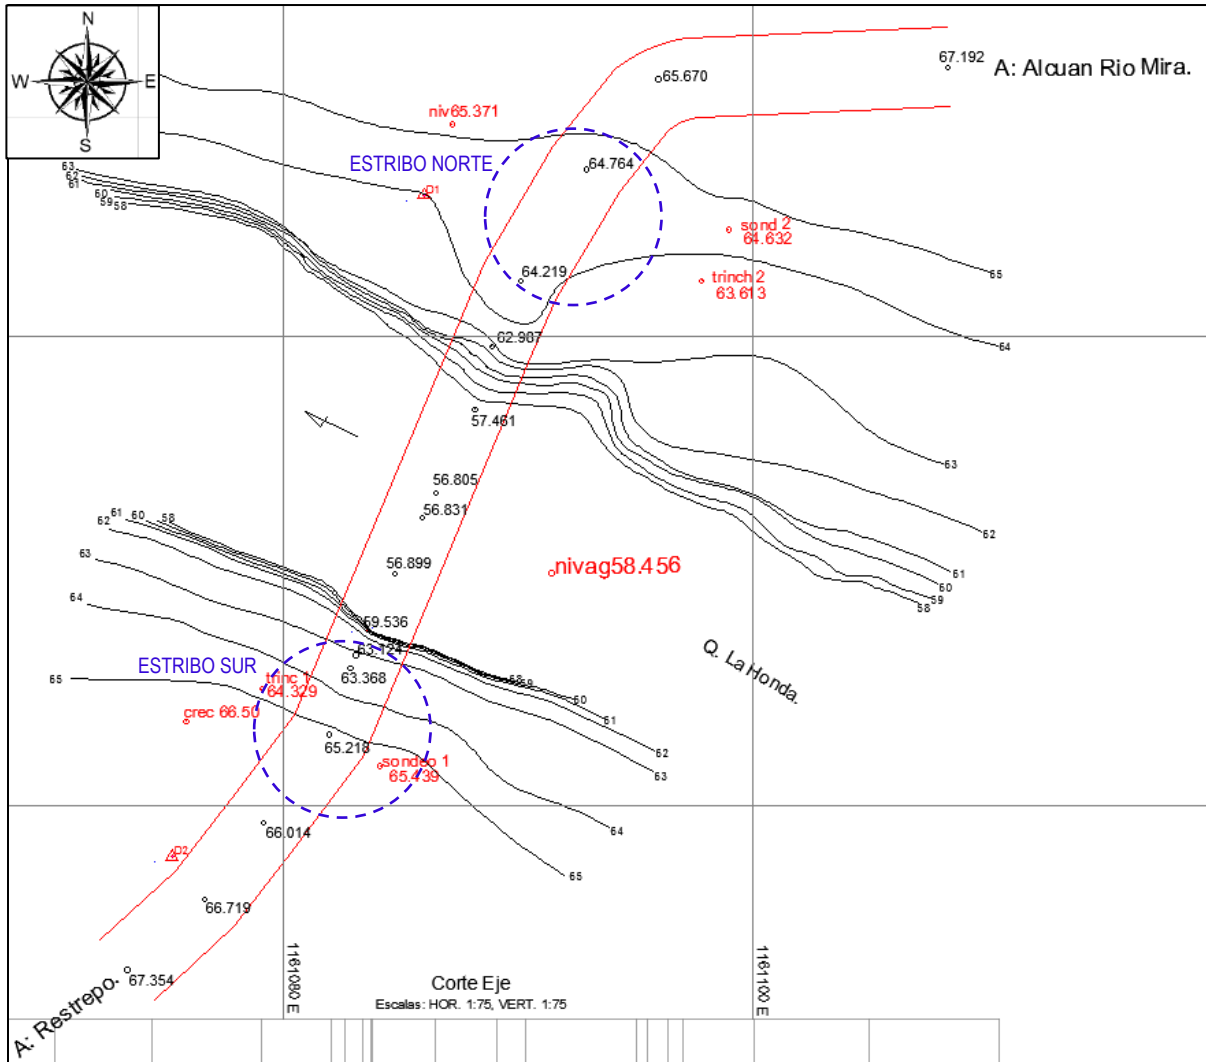 N
W
E
S
67.192
A: Alcuan Rio Mira.
65.670
niv65.371
ESTRIBO NORTE
64.764
63
62
61
60
59
58
D1
sond 2
64.632
64.219
trinch 2
63.613
65
64
62.987
57.461
63
56.805
56.831
62
58
60
61
62
63
64
65
56.899
nivag58.456
61
60
59
58
59.536
63.124
63.368
ESTRIBO SUR
trinc 1
64.329
crec 66.50
Q. La Honda.
58
59
60
61
62
63
65.218
sondeo 1
65.439
64
65
66.014
D2
66.719
67.354
A: Restrepo.
1161080 E
1161100 E
Corte Eje
Escalas: HOR. 1:75, VERT. 1:75